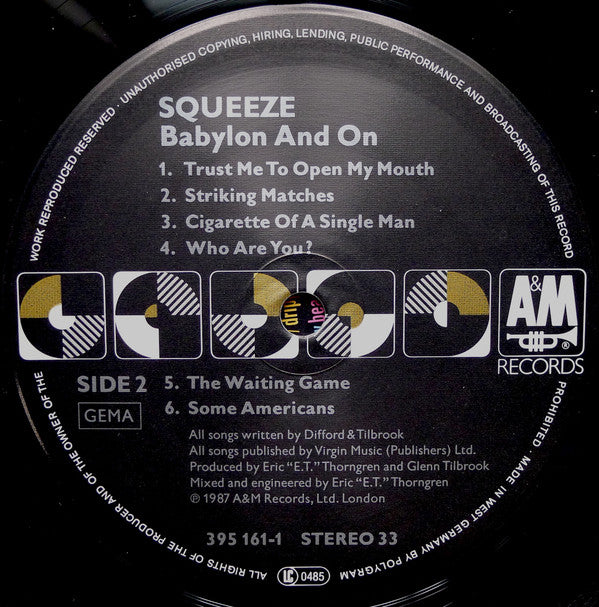 WORK REPRODUCED RESERVED · UNAUTHORISED COPYING, HIRING, LENDING, PUBLIC PERFORMANCE AND BROADCASTING OF THIS RECORD
PROHIBITED · MADE IN WEST GERMANY BY POLYGRAM
SQUEEZE
Babylon And On
1. Trust Me To Open My Mouth
2. Striking Matches
3. Cigarette Of A Single Man
4. Who Are You?
drip
bea
A&M
®
RECORDS
SIDE 2
GEMA
5. The Waiting Game
6. Some Americans
All songs written by Difford & Tilbrook
All songs published by Virgin Music (Publishers) Ltd.
Produced by Eric “E.T.” Thorngren and Glenn Tilbrook
Mixed and engineered by Eric “E.T.” Thorngren
℗ 1987 A&M Records, Ltd. London
395 161-1 STEREO 33
ALL RIGHTS OF THE PRODUCER AND OF THE OWNER OF THE
LC 0485